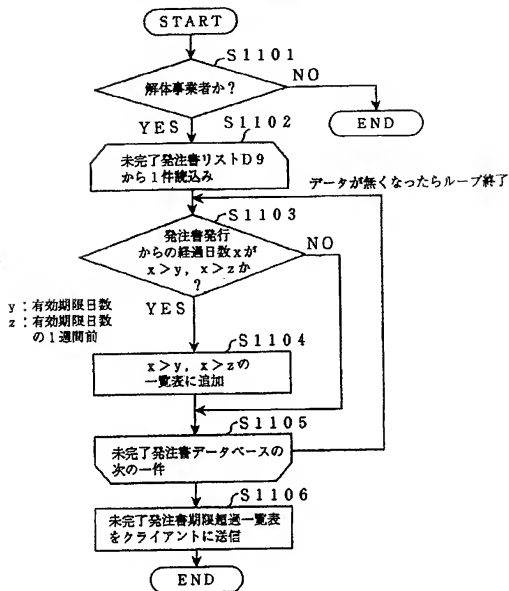 START
S1101
解体事業者か?
NO
END
YES
S1102
未完了発注書リストD9
から1件読込み
データが無くなったらループ終了
S1103
発注書発行
からの経過日数xが
x>y, x>zか
?
NO
YES
y:有効期限日数
z:有効期限日数
の1週間前
S1104
x>y, x>zの
一覧表に追加
S1105
未完了発注書データベースの
次の一件
S1106
未完了発注書期限超過一覧表
をクライアントに送信
END